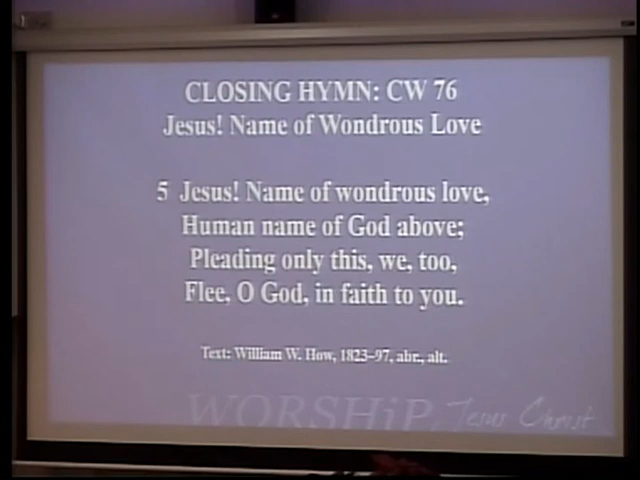 CLOSING HYMN: CW 76
Jesus! Name of Wondrous Love
5 Jesus! Name of wondrous love,
Human name of God above;
Pleading only this, we, too,
Flee, O God, in faith to you.
Text: William W. How, 1823–97, abr., alt.
WORSHiP Jesus Christ